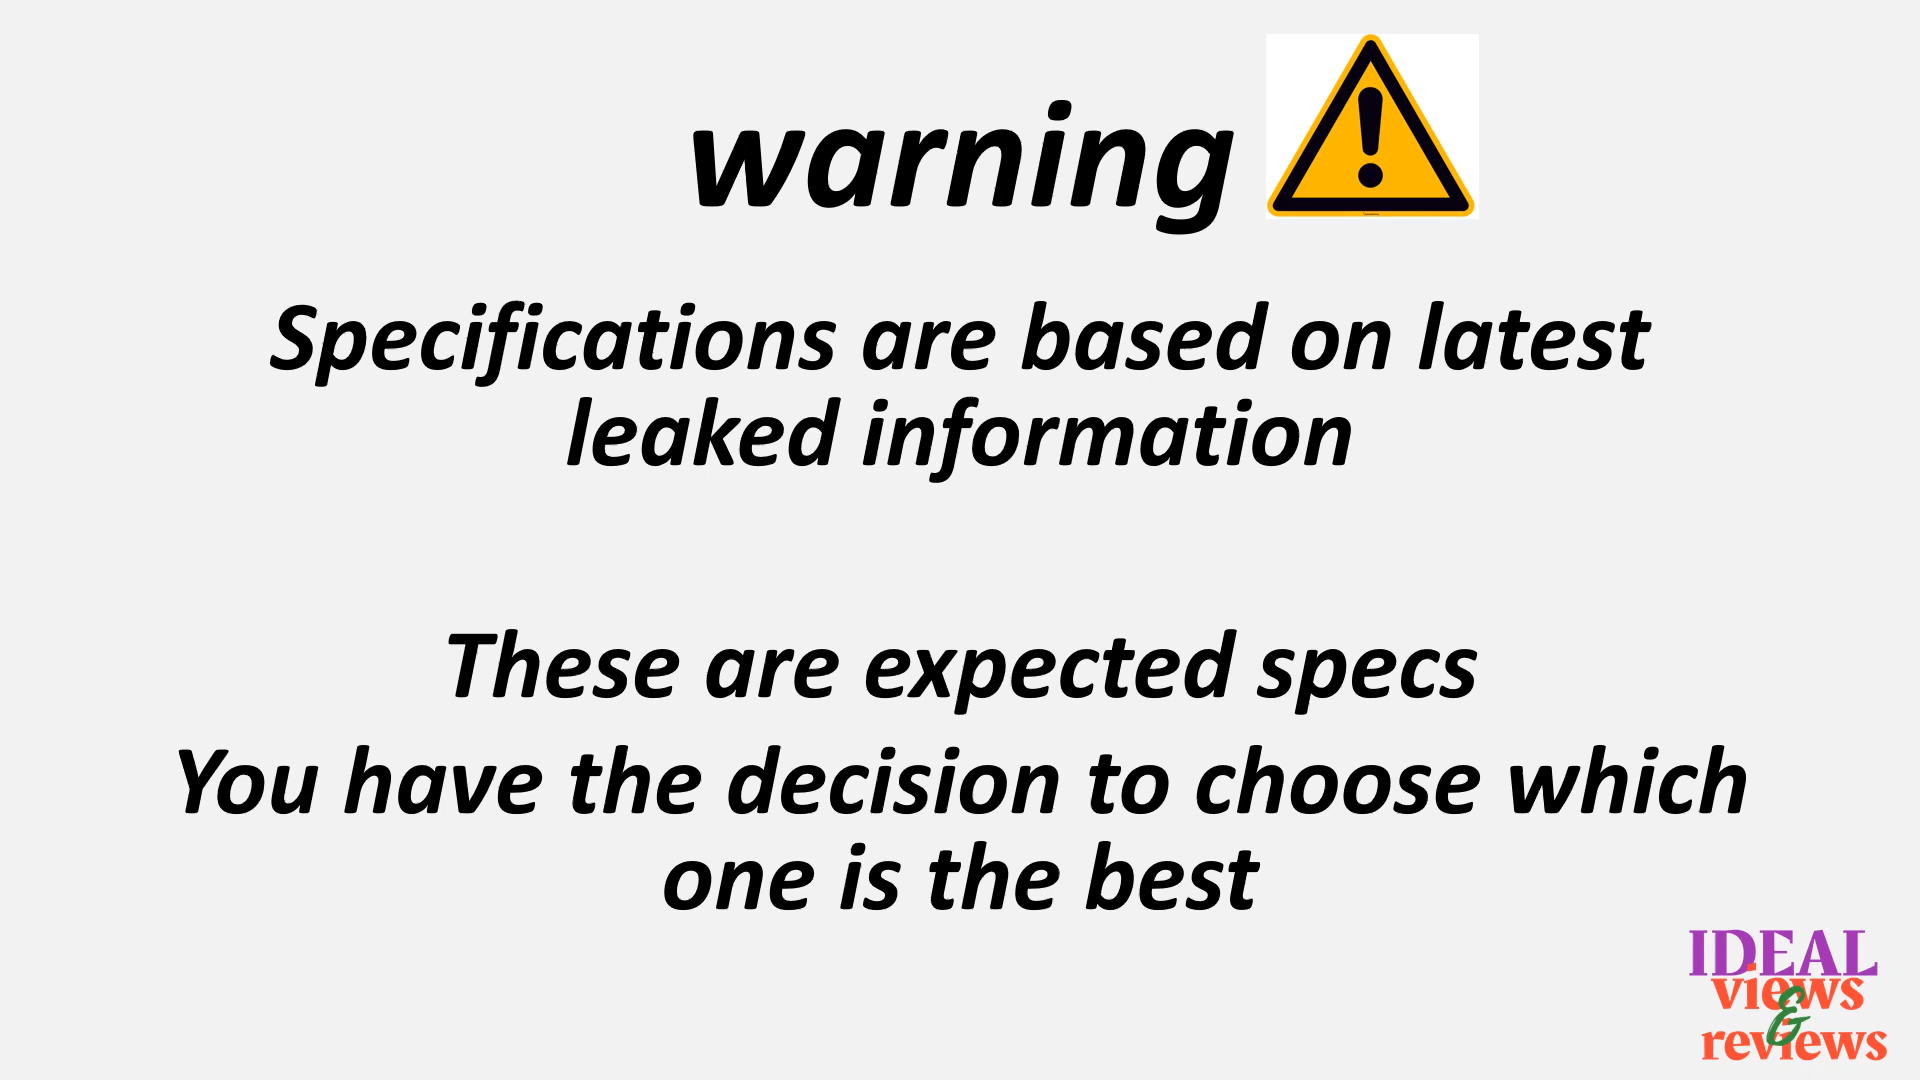 warning
Specifications are based on latest
leaked information
These are expected specs
You have the decision to choose which
one is the best
IDEAL
views
&
reviews